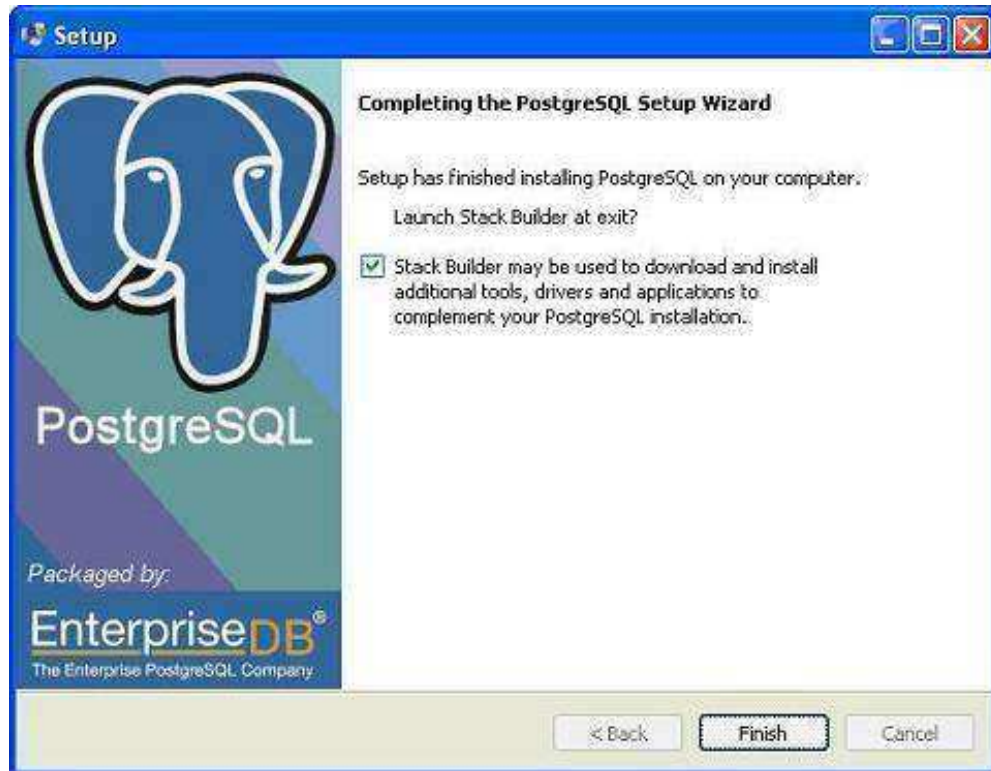 Setup
Completing the PostgreSQL Setup Wizard
Setup has finished installing PostgreSQL on your computer.
Launch Stack Builder at exit?
Stack Builder may be used to download and install
additional tools, drivers and applications to
complement your PostgreSQL installation.
PostgreSQL
Packaged by:
EnterpriseDB®
The Enterprise PostgreSQL Company
< Back
Finish
Cancel